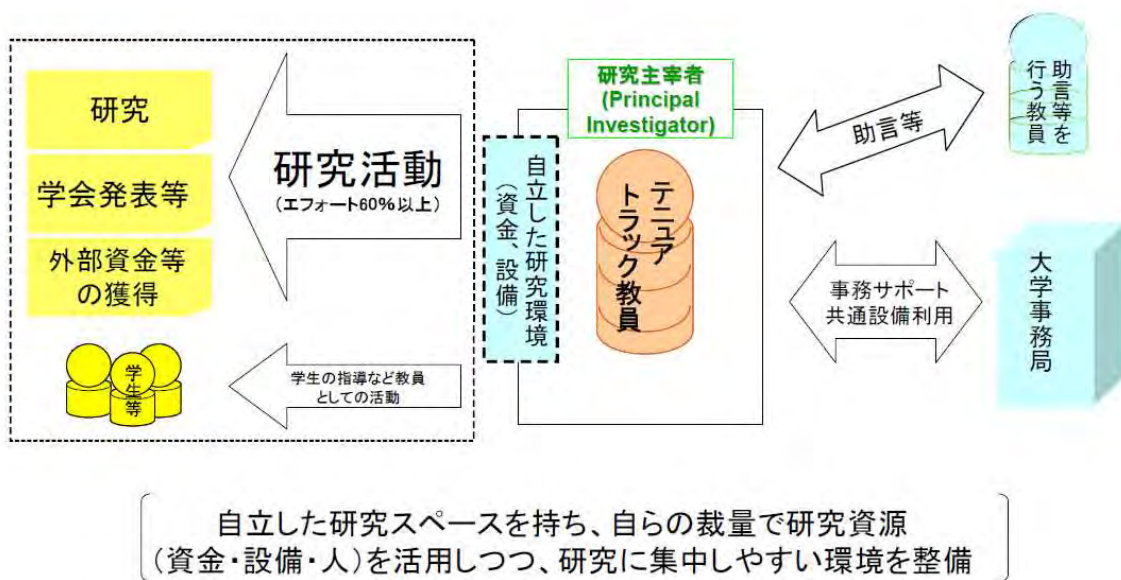 研究
学会発表等
外部資金等
の獲得
学生等
研究活動
(エフォート60%以上)
学生の指導など教員
としての活動
自立した研究環境
(資金、設備)
研究主宰者
(Principal
Investigator)
テニュア
トラック教員
助言等
助言等を
行う教員
事務サポート
共通設備利用
大学事務局
自立した研究スペースを持ち、自らの裁量で研究資源
(資金・設備・人)を活用しつつ、研究に集中しやすい環境を整備